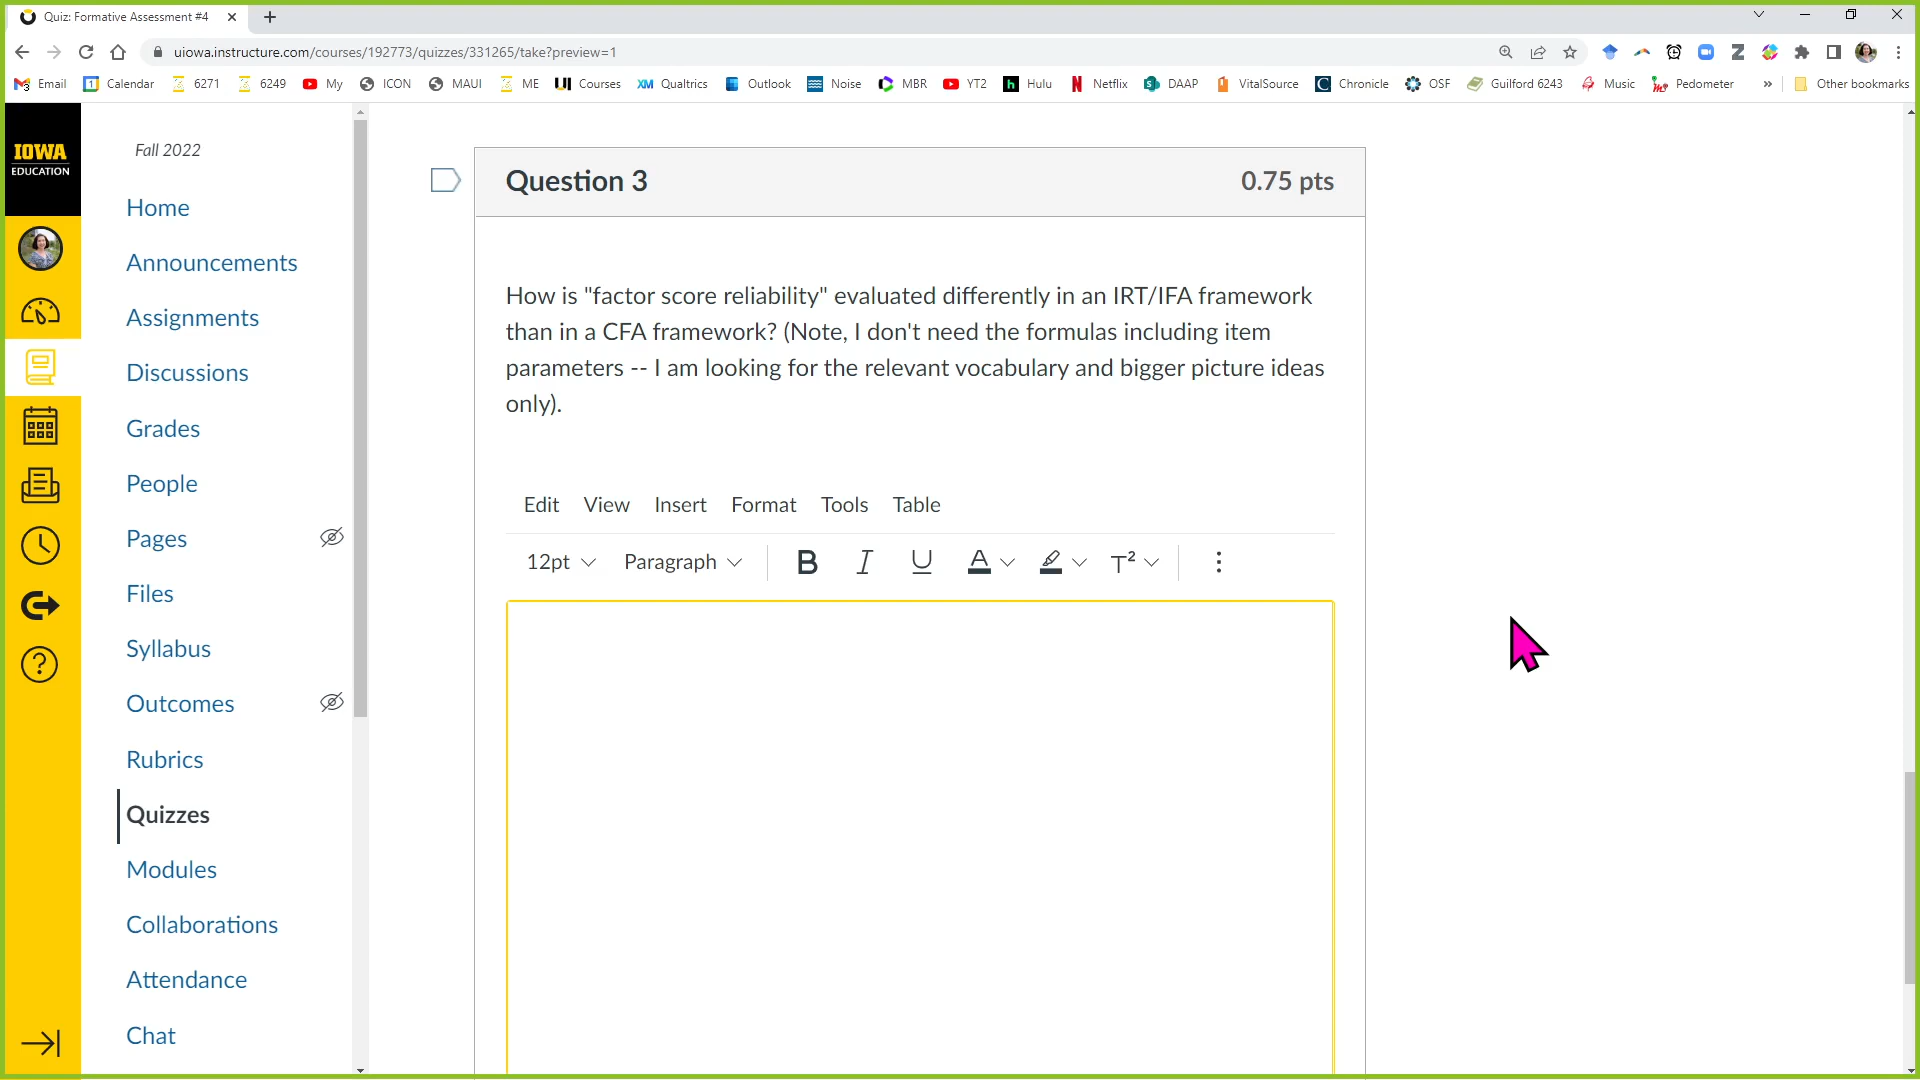 Quiz: Formative Assessment #4
uiowa.instructure.com/courses/192773/quizzes/331265/take?preview=1
Email Calendar 6271 6249 My ICON MAUI ME Courses Qualtrics Outlook Noise MBR YT2 Hulu Netflix DAAP VitalSource Chronicle OSF Guilford 6243 Music Pedometer » Other bookmarks
IOWA
EDUCATION
Fall 2022
Home
Announcements
Assignments
Discussions
Grades
People
Pages
Files
Syllabus
Outcomes
Rubrics
Quizzes
Modules
Collaborations
Attendance
Chat
Question 3 0.75 pts
How is "factor score reliability" evaluated differently in an IRT/IFA framework
than in a CFA framework? (Note, I don't need the formulas including item
parameters -- I am looking for the relevant vocabulary and bigger picture ideas
only).
Edit View Insert Format Tools Table
12pt Paragraph B I U A T²